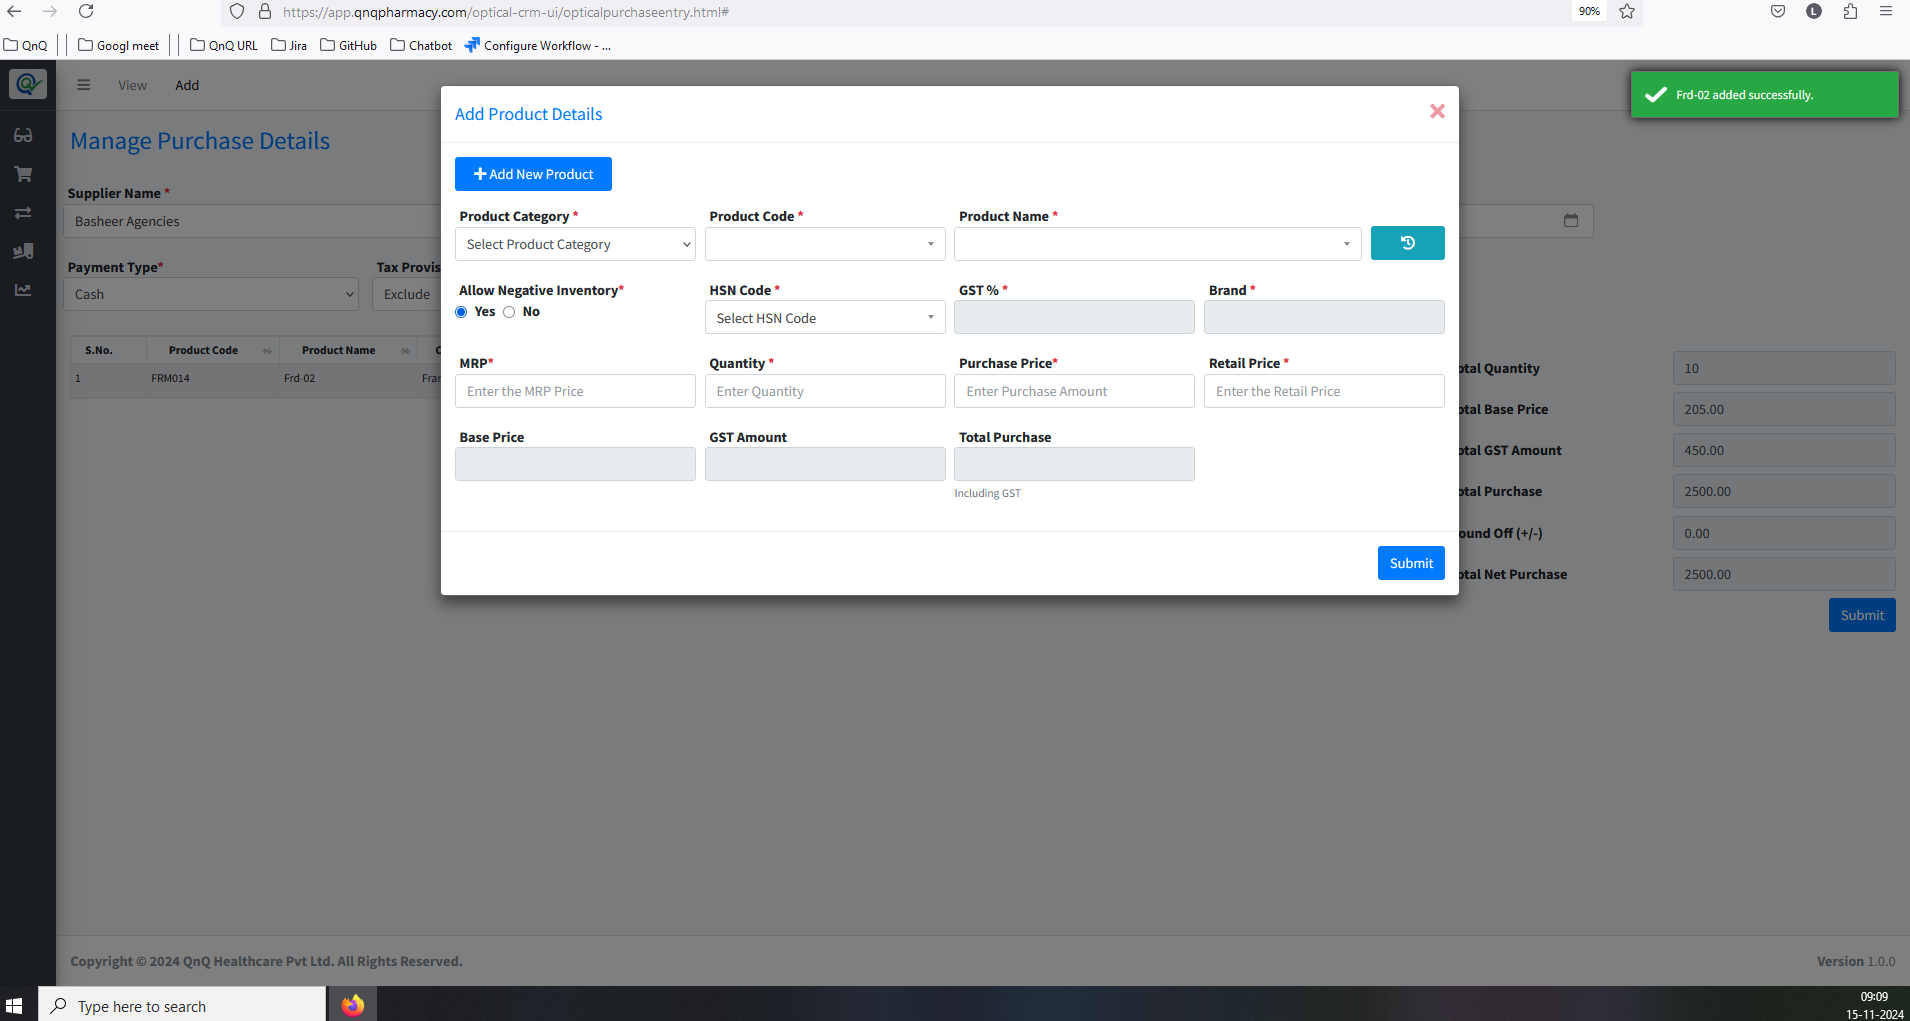 https://app.qnqpharmacy.com/optical-crm-ui/opticalpurchaseentry.html#
90%
L
QnQ
Googl meet
QnQ URL
Jira
GitHub
Chatbot
Configure Workflow - ...
View
Add
Frd-02 added successfully.
Manage Purchase Details
Supplier Name *
Basheer Agencies
Payment Type*
Tax Provis
Cash
Exclude
S.No.
Product Code
Product Name
1
FRM014
Frd-02
Fran
Add Product Details
Add New Product
Product Category *
Product Code *
Product Name *
Select Product Category
Allow Negative Inventory*
HSN Code *
GST % *
Brand *
Yes
No
Select HSN Code
MRP*
Quantity *
Purchase Price*
Retail Price *
Enter the MRP Price
Enter Quantity
Enter Purchase Amount
Enter the Retail Price
Base Price
GST Amount
Total Purchase
Including GST
Submit
otal Quantity
10
otal Base Price
205.00
otal GST Amount
450.00
otal Purchase
2500.00
ound Off (+/-)
0.00
otal Net Purchase
2500.00
Submit
Copyright © 2024 QnQ Healthcare Pvt Ltd. All Rights Reserved.
Version 1.0.0
Type here to search
09:09
15-11-2024